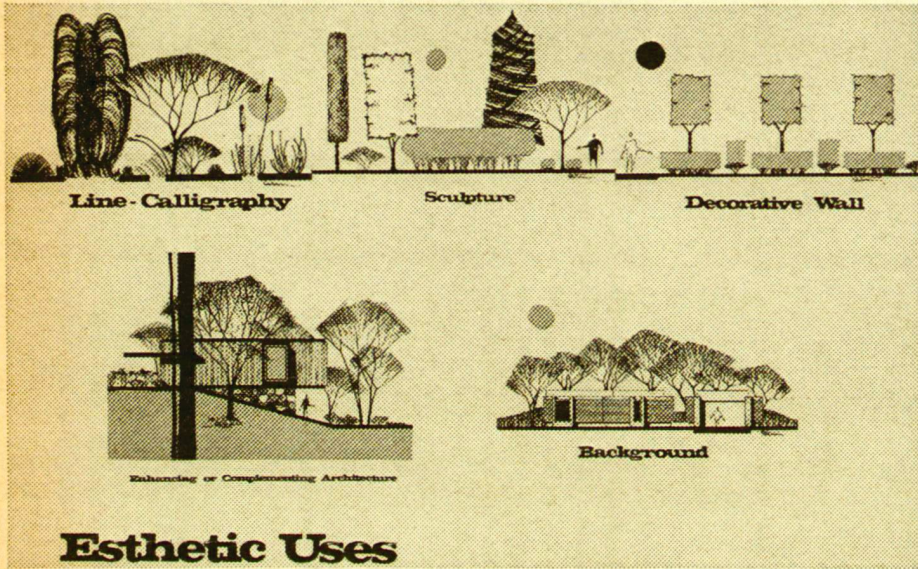 Line - Calligraphy
Sculpture
Decorative Wall
Enhancing or Complementing Architecture
Background
Esthetic Uses